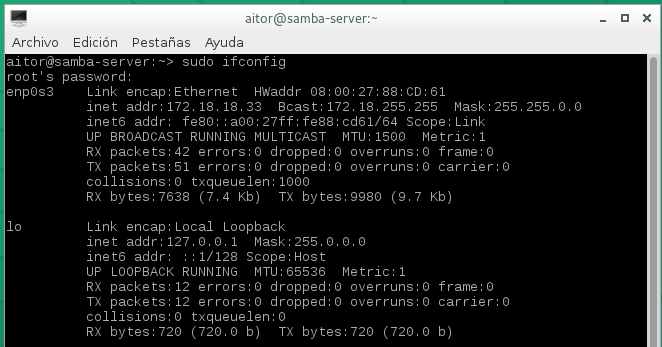 aitor@samba-server:~
Archivo Edición Pestañas Ayuda
aitor@samba-server:~> sudo ifconfig
root's password:
enp0s3    Link encap:Ethernet  HWaddr 08:00:27:88:CD:61
          inet addr:172.18.18.33  Bcast:172.18.255.255  Mask:255.255.0.0
          inet6 addr: fe80::a00:27ff:fe88:cd61/64 Scope:Link
          UP BROADCAST RUNNING MULTICAST  MTU:1500  Metric:1
          RX packets:42 errors:0 dropped:0 overruns:0 frame:0
          TX packets:51 errors:0 dropped:0 overruns:0 carrier:0
          collisions:0 txqueuelen:1000
          RX bytes:7638 (7.4 Kb)  TX bytes:9980 (9.7 Kb)
lo        Link encap:Local Loopback
          inet addr:127.0.0.1  Mask:255.0.0.0
          inet6 addr: ::1/128 Scope:Host
          UP LOOPBACK RUNNING  MTU:65536  Metric:1
          RX packets:12 errors:0 dropped:0 overruns:0 frame:0
          TX packets:12 errors:0 dropped:0 overruns:0 carrier:0
          collisions:0 txqueuelen:0
          RX bytes:720 (720.0 b)  TX bytes:720 (720.0 b)